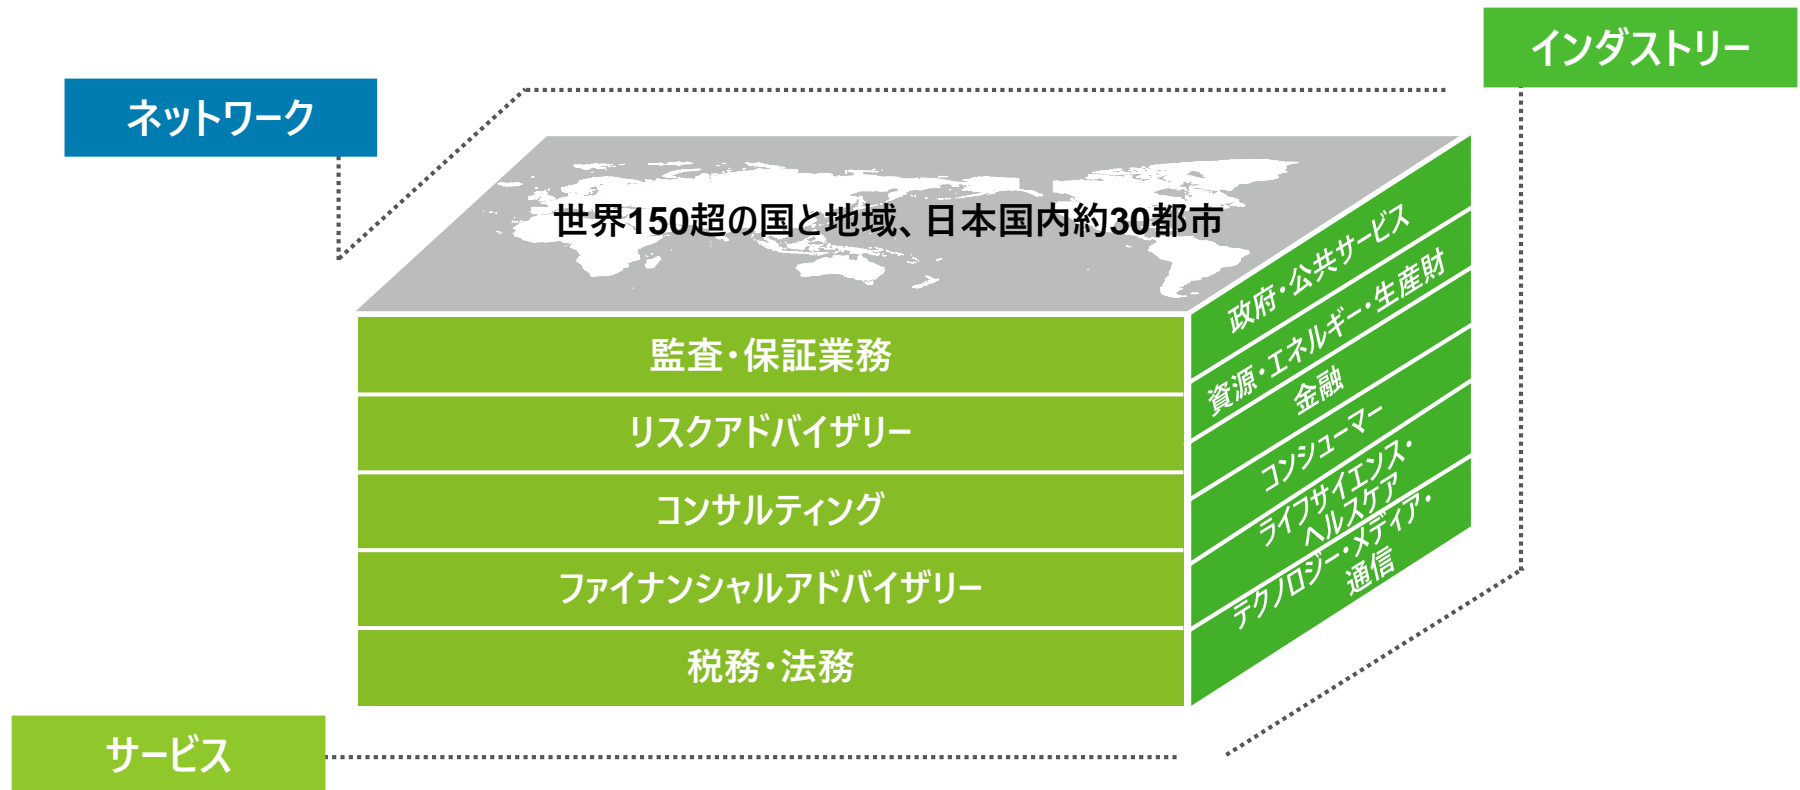 インダストリー
ネットワーク
世界150超の国と地域、日本国内約30都市
政府・公共サービス
資源・エネルギー・生産財
金融
コンシューマー
ライフサイエンス・
ヘルスケア
テクノロジー・メディア・
通信
監査・保証業務
リスクアドバイザリー
コンサルティング
ファイナンシャルアドバイザリー
税務・法務
サービス